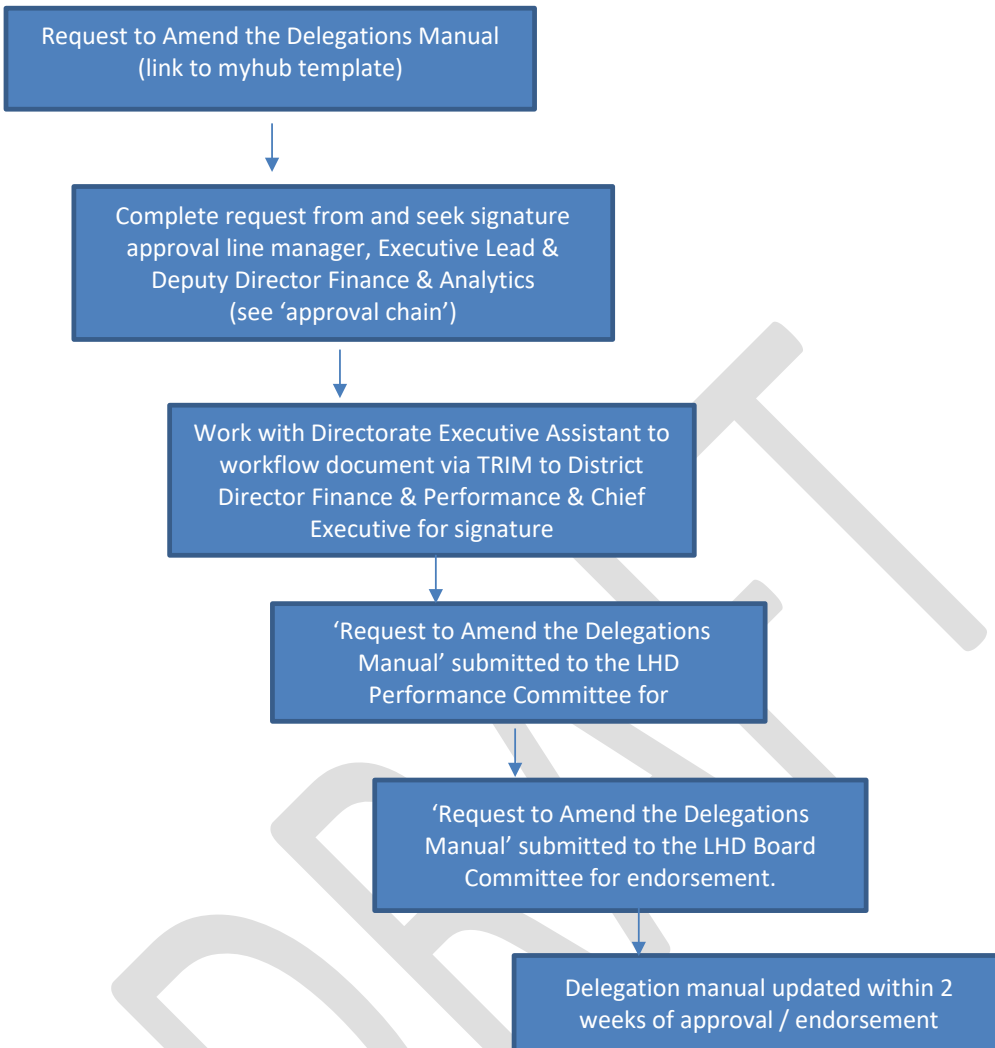 Request to Amend the Delegations Manual
(link to myhub template)
Complete request from and seek signature
approval line manager, Executive Lead &
Deputy Director Finance & Analytics
(see ‘approval chain’)
Work with Directorate Executive Assistant to
workflow document via TRIM to District
Director Finance & Performance & Chief
Executive for signature
‘Request to Amend the Delegations
Manual’ submitted to the LHD
Performance Committee for
‘Request to Amend the Delegations
Manual’ submitted to the LHD Board
Committee for endorsement.
Delegation manual updated within 2
weeks of approval / endorsement
DRAFT